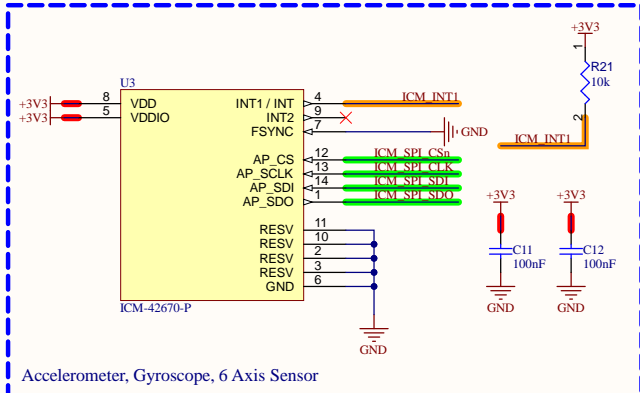 +3V3
1
R21
10k
2
ICM_INT1
U3
+3V3 8 VDD INT1 / INT 4 ICM_INT1
+3V3 5 VDDIO INT2 9
FSYNC 7 GND
AP_CS 12 ICM_SPI_CSn
AP_SCLK 13 ICM_SPI_CLK
AP_SDI 14 ICM_SPI_SDI
AP_SDO 1 ICM_SPI_SDO
RESV 11
RESV 10
RESV 2
RESV 3
GND 6
ICM-42670-P
GND
+3V3 +3V3
C11 C12
100nF 100nF
GND GND
Accelerometer, Gyroscope, 6 Axis Sensor